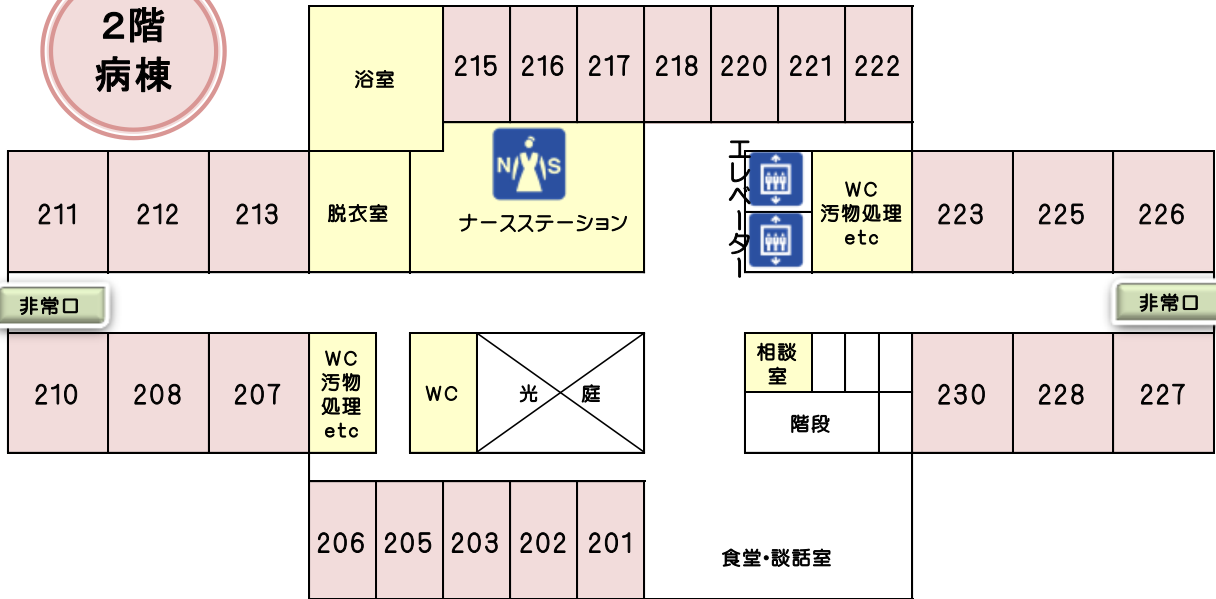 2階
病棟
浴室
215 216 217 218 220 221 222
211 212 213
脱衣室
N S
ナースステーション
エレベーター
WC
汚物処理
etc
223 225 226
非常口
非常口
210 208 207
WC
汚物
処理
etc
WC
光 庭
相談
室
階段
230 228 227
206 205 203 202 201
食堂・談話室